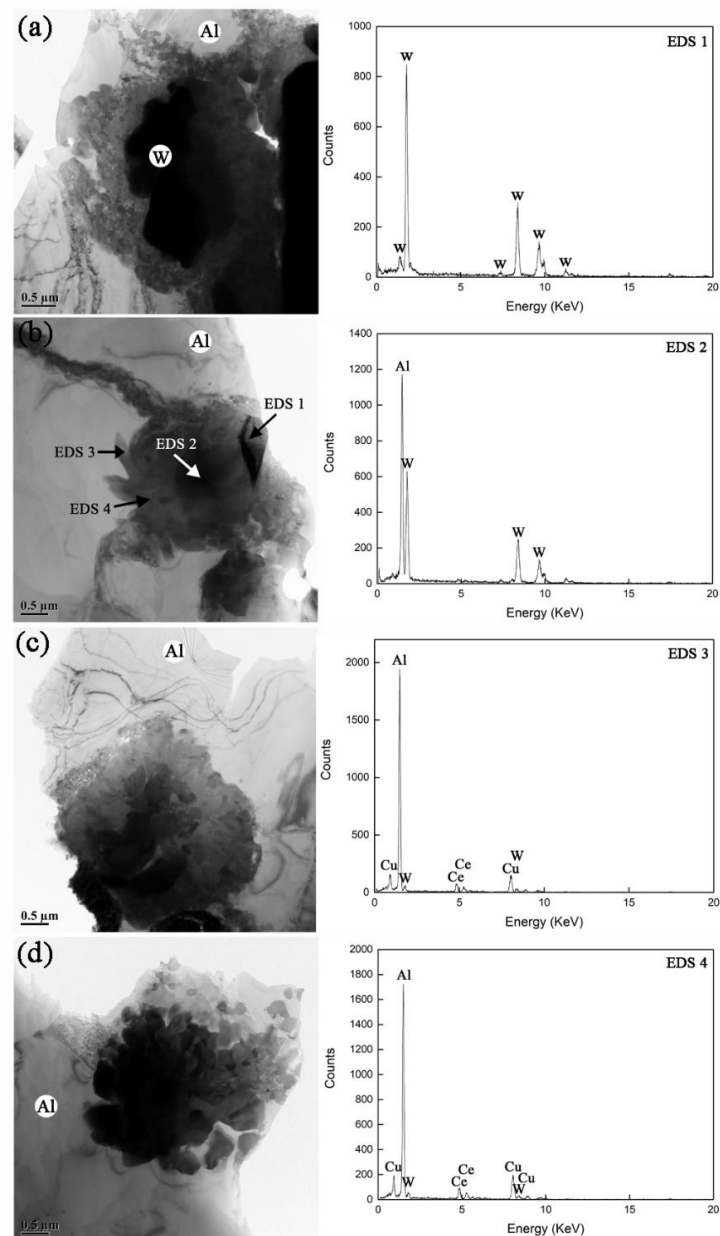 (a)
Al
W
0.5 µm
EDS 1
Counts
1000
800
600
400
200
0
W
W
W
W
W
W
0
5
10
15
20
Energy (KeV)
(b)
Al
EDS 1
EDS 2
EDS 3
EDS 4
0.5 µm
EDS 2
Counts
1400
1200
1000
800
600
400
200
0
Al
W
W
W
0
5
10
15
20
Energy (KeV)
(c)
Al
0.5 µm
EDS 3
Counts
2000
1500
1000
500
0
Al
Cu
W
Ce
Ce
W
Cu
0
5
10
15
20
Energy (KeV)
(d)
Al
0.5 µm
EDS 4
Counts
2000
1800
1600
1400
1200
1000
800
600
400
200
0
Al
Cu
W
Ce
Ce
Cu
W
Cu
0
5
10
15
20
Energy (KeV)